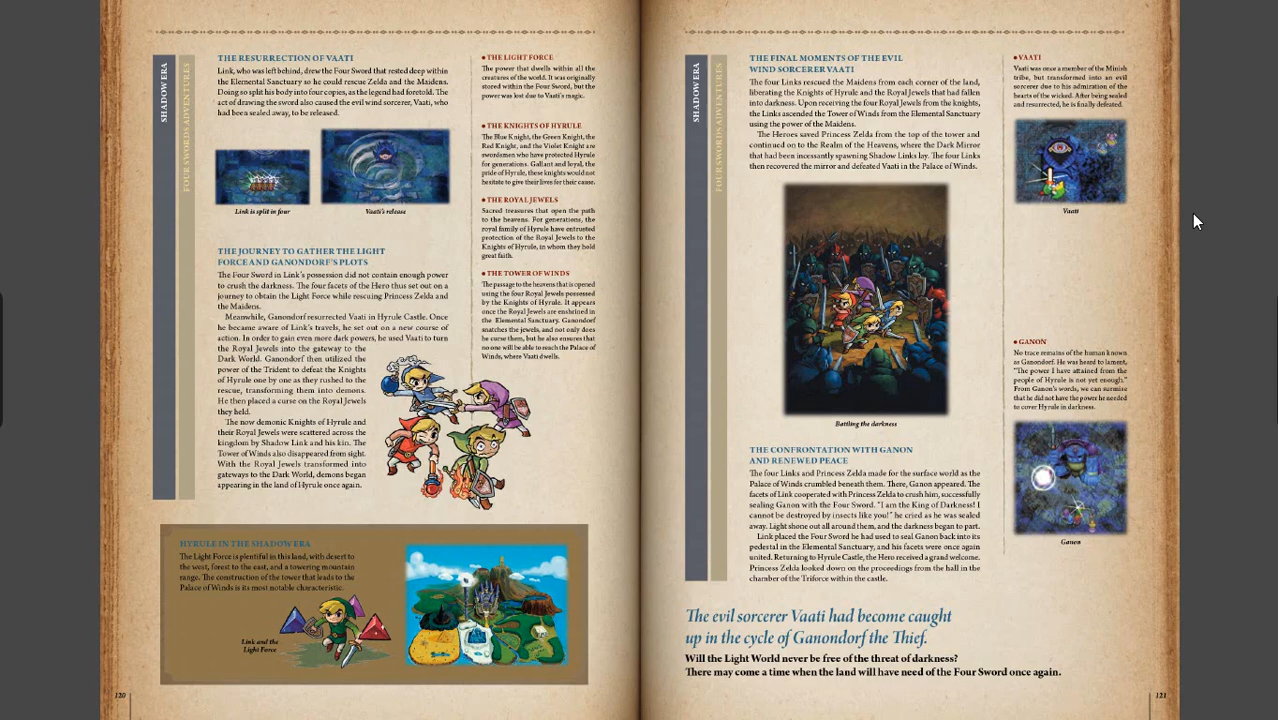 SHADOW ERA
FOUR SWORDS ADVENTURES
THE RESURRECTION OF VAATI
Link, who was left behind, drew the Four Sword that rested deep within
the Elemental Sanctuary so he could rescue Zelda and the Maidens.
Doing so split his body into four copies, as the legend had foretold. The
act of drawing the sword also caused the evil wind sorcerer, Vaati, who
had been sealed away, to be released.
Link is split in four
Vaati's release
THE JOURNEY TO GATHER THE LIGHT
FORCE AND GANONDORF'S PLOTS
The Four Sword in Link's possession did not contain enough power
to crush the darkness. The four facets of the Hero thus set out on a
journey to obtain the Light Force while rescuing Princess Zelda and
the Maidens.
Meanwhile, Ganondorf resurrected Vaati in Hyrule Castle. Once
he became aware of Link's travels, he set out on a new course of
action. In order to gain even more dark powers, he used Vaati to turn
the Royal Jewels into the gateway to the
Dark World. Ganondorf then utilized the
power of the Trident to defeat the Knights
of Hyrule one by one as they rushed to the
rescue, transforming them into demons.
He then placed a curse on the Royal Jewels
they held.
The now demonic Knights of Hyrule and
their Royal Jewels were scattered across the
kingdom by Shadow Link and his kin. The
Tower of Winds also disappeared from sight.
With the Royal Jewels transformed into
gateways to the Dark World, demons began
appearing in the land of Hyrule once again.
• THE LIGHT FORCE
The power that dwells within all the
creatures of the world. It was originally
stored within the Four Sword, but the
power was lost due to Vaati's magic.
• THE KNIGHTS OF HYRULE
The Blue Knight, the Green Knight, the
Red Knight, and the Violet Knight are
swordsmen who have protected Hyrule
for generations. Gallant and loyal, the
pride of Hyrule, these knights would not
hesitate to give their lives for their cause.
• THE ROYAL JEWELS
Sacred treasures that open the path
to the heavens. For generations, the
royal family of Hyrule have entrusted
protection of the Royal Jewels to the
Knights of Hyrule, in whom they hold
great faith.
• THE TOWER OF WINDS
The passage to the heavens that is opened
using the four Royal Jewels possessed
by the Knights of Hyrule. It appears
once the Royal Jewels are enshrined in
the Elemental Sanctuary. Ganondorf
snatches the jewels, and not only does
he curse them, but he also ensures that
no one will be able to reach the Palace of
Winds, where Vaati dwells.
HYRULE IN THE SHADOW ERA
The Light Force is plentiful in this land, with desert to
the west, forest to the east, and a towering mountain
range. The construction of the tower that leads to the
Palace of Winds is its most notable characteristic.
Link and the
Light Force
120
SHADOW ERA
FOUR SWORDS ADVENTURES
THE FINAL MOMENTS OF THE EVIL
WIND SORCERER VAATI
The four Links rescued the Maidens from each corner of the land,
liberating the Knights of Hyrule and the Royal Jewels that had fallen
into darkness. Upon receiving the four Royal Jewels from the knights,
the Links ascended the Tower of Winds from the Elemental Sanctuary
using the power of the Maidens.
The Heroes saved Princess Zelda from the top of the tower and
continued on to the Realm of the Heavens, where the Dark Mirror
that had been incessantly spawning Shadow Links lay. The four Links
then recovered the mirror and defeated Vaati in the Palace of Winds.
Battling the darkness
THE CONFRONTATION WITH GANON
AND RENEWED PEACE
The four Links and Princess Zelda made for the surface world as the
Palace of Winds crumbled beneath them. There, Ganon appeared. The
facets of Link cooperated with Princess Zelda to crush him, successfully
sealing Ganon with the Four Sword. "I am the King of Darkness! I
cannot be destroyed by insects like you!" he cried as he was sealed
away. Light shone out all around them, and the darkness began to part.
Link placed the Four Sword he had used to seal Ganon back into its
pedestal in the Elemental Sanctuary, and his facets were once again
united. Returning to Hyrule Castle, the Hero received a grand welcome.
Princess Zelda looked down on the proceedings from the hall in the
chamber of the Triforce within the castle.
• VAATI
Vaati was once a member of the Minish
tribe, but transformed into an evil
sorcerer due to his admiration of the
hearts of the wicked. After being sealed
and resurrected, he is finally defeated.
Vaati
• GANON
No trace remains of the human known
as Ganondorf. He was heard to lament,
"The power I have attained from the
people of Hyrule is not yet enough."
From Ganon's words, we can surmise
that he did not have the power he needed
to cover Hyrule in darkness.
Ganon
The evil sorcerer Vaati had become caught
up in the cycle of Ganondorf the Thief.
Will the Light World never be free of the threat of darkness?
There may come a time when the land will have need of the Four Sword once again.
121